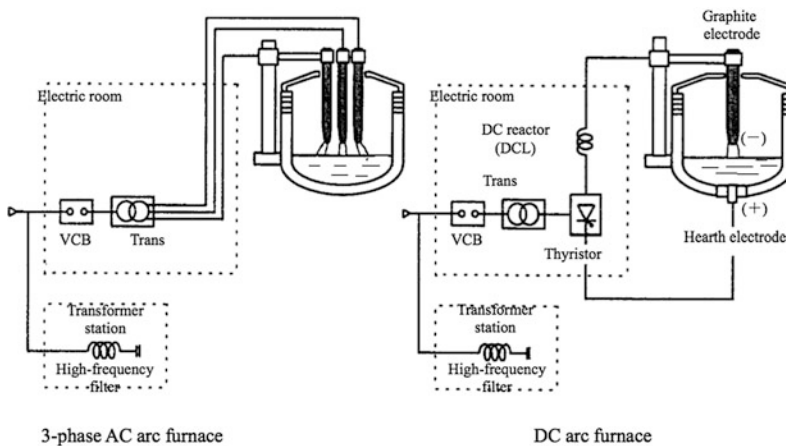 Electric room
VCB
Trans
Transformer
station
High-frequency
filter
3-phase AC arc furnace
Graphite
electrode
Electric room
DC reactor
(DCL)
(−)
Trans
(+)
VCB
Hearth electrode
Thyristor
Transformer
station
High-frequency
filter
DC arc furnace